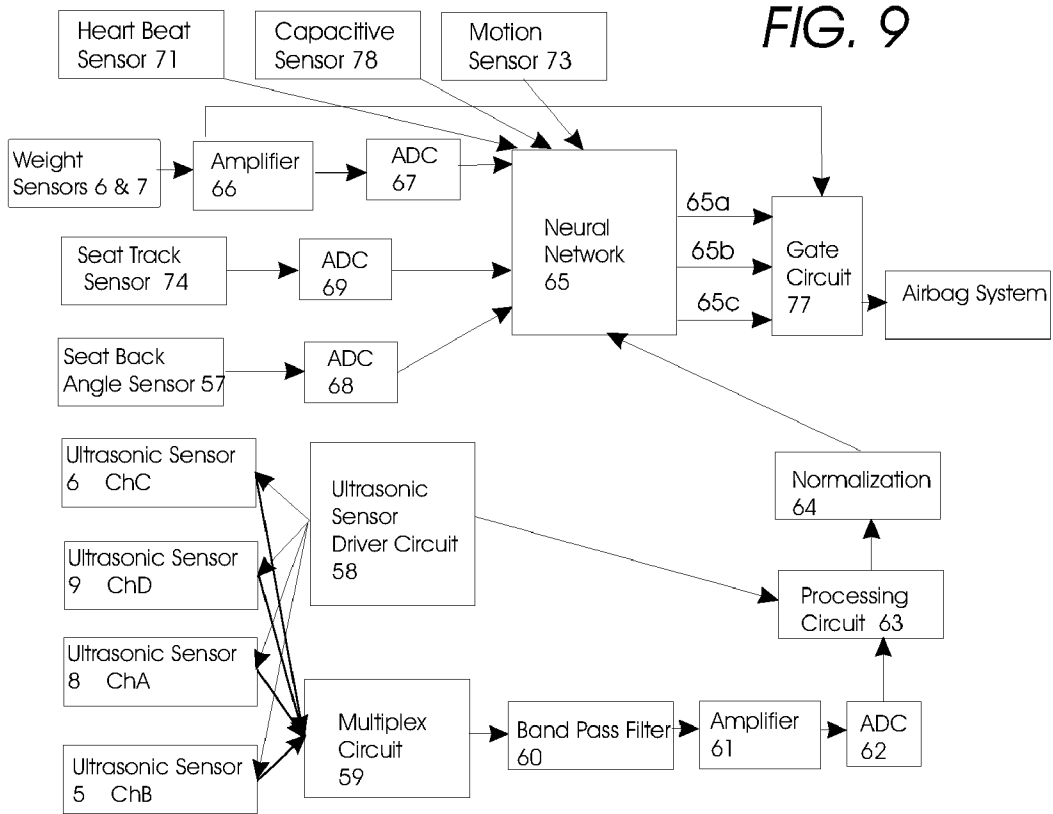 FIG. 9
Heart Beat
Sensor 71
Capacitive
Sensor 78
Motion
Sensor 73
Weight
Sensors 6 & 7
Amplifier
66
ADC
67
Seat Track
Sensor 74
ADC
69
Seat Back
Angle Sensor 57
ADC
68
Neural
Network
65
65a
65b
65c
Gate
Circuit
77
Airbag System
Ultrasonic Sensor
6 ChC
Ultrasonic Sensor
9 ChD
Ultrasonic Sensor
8 ChA
Ultrasonic Sensor
5 ChB
Ultrasonic
Sensor
Driver Circuit
58
Normalization
64
Processing
Circuit 63
Multiplex
Circuit
59
Band Pass Filter
60
Amplifier
61
ADC
62